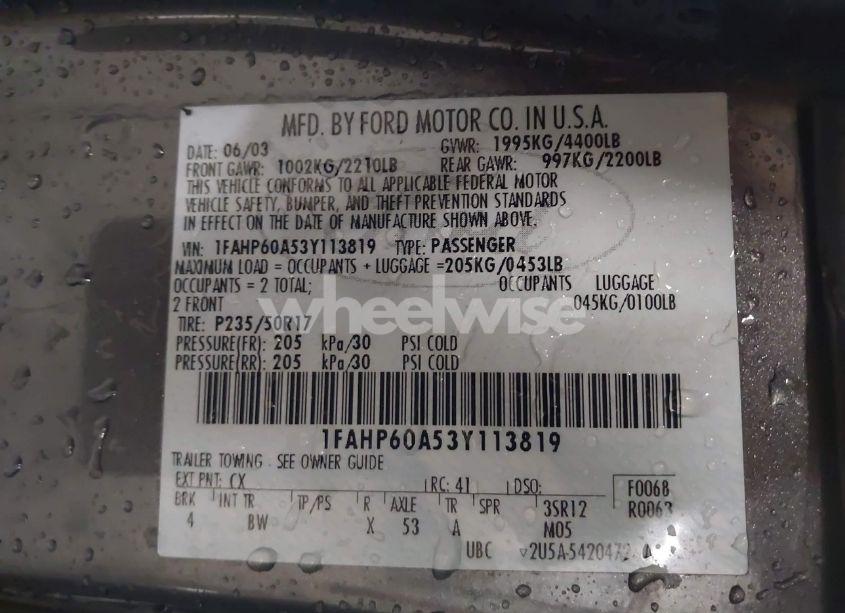 MFD. BY FORD MOTOR CO. IN U.S.A.
DATE: 06/03 GVWR: 1995KG/4400LB
FRONT GAWR: 1002KG/2210LB REAR GAWR: 997KG/2200LB
THIS VEHICLE CONFORMS TO ALL APPLICABLE FEDERAL MOTOR
VEHICLE SAFETY, BUMPER, AND THEFT PREVENTION STANDARDS
IN EFFECT ON THE DATE OF MANUFACTURE SHOWN ABOVE.
VIN: 1FAHP60A53Y113819 TYPE: PASSENGER
MAXIMUM LOAD = OCCUPANTS + LUGGAGE =205KG/0453LB
OCCUPANTS = 2 TOTAL; OCCUPANTS LUGGAGE
2 FRONT 045KG/0100LB
wheelwise
TIRE: P235/50R17
PRESSURE(FR): 205 kPa/30 PSI COLD
PRESSURE(RR): 205 kPa/30 PSI COLD
1FAHP60A53Y113819
TRAILER TOWING - SEE OWNER GUIDE
EXT PNT: CX RC: 41 DSO: F0068
BRK INT TR TP/PS R AXLE TR SPR 3SR12 R0063
4 BW X 53 A M05
UBC 2U5A-5420472